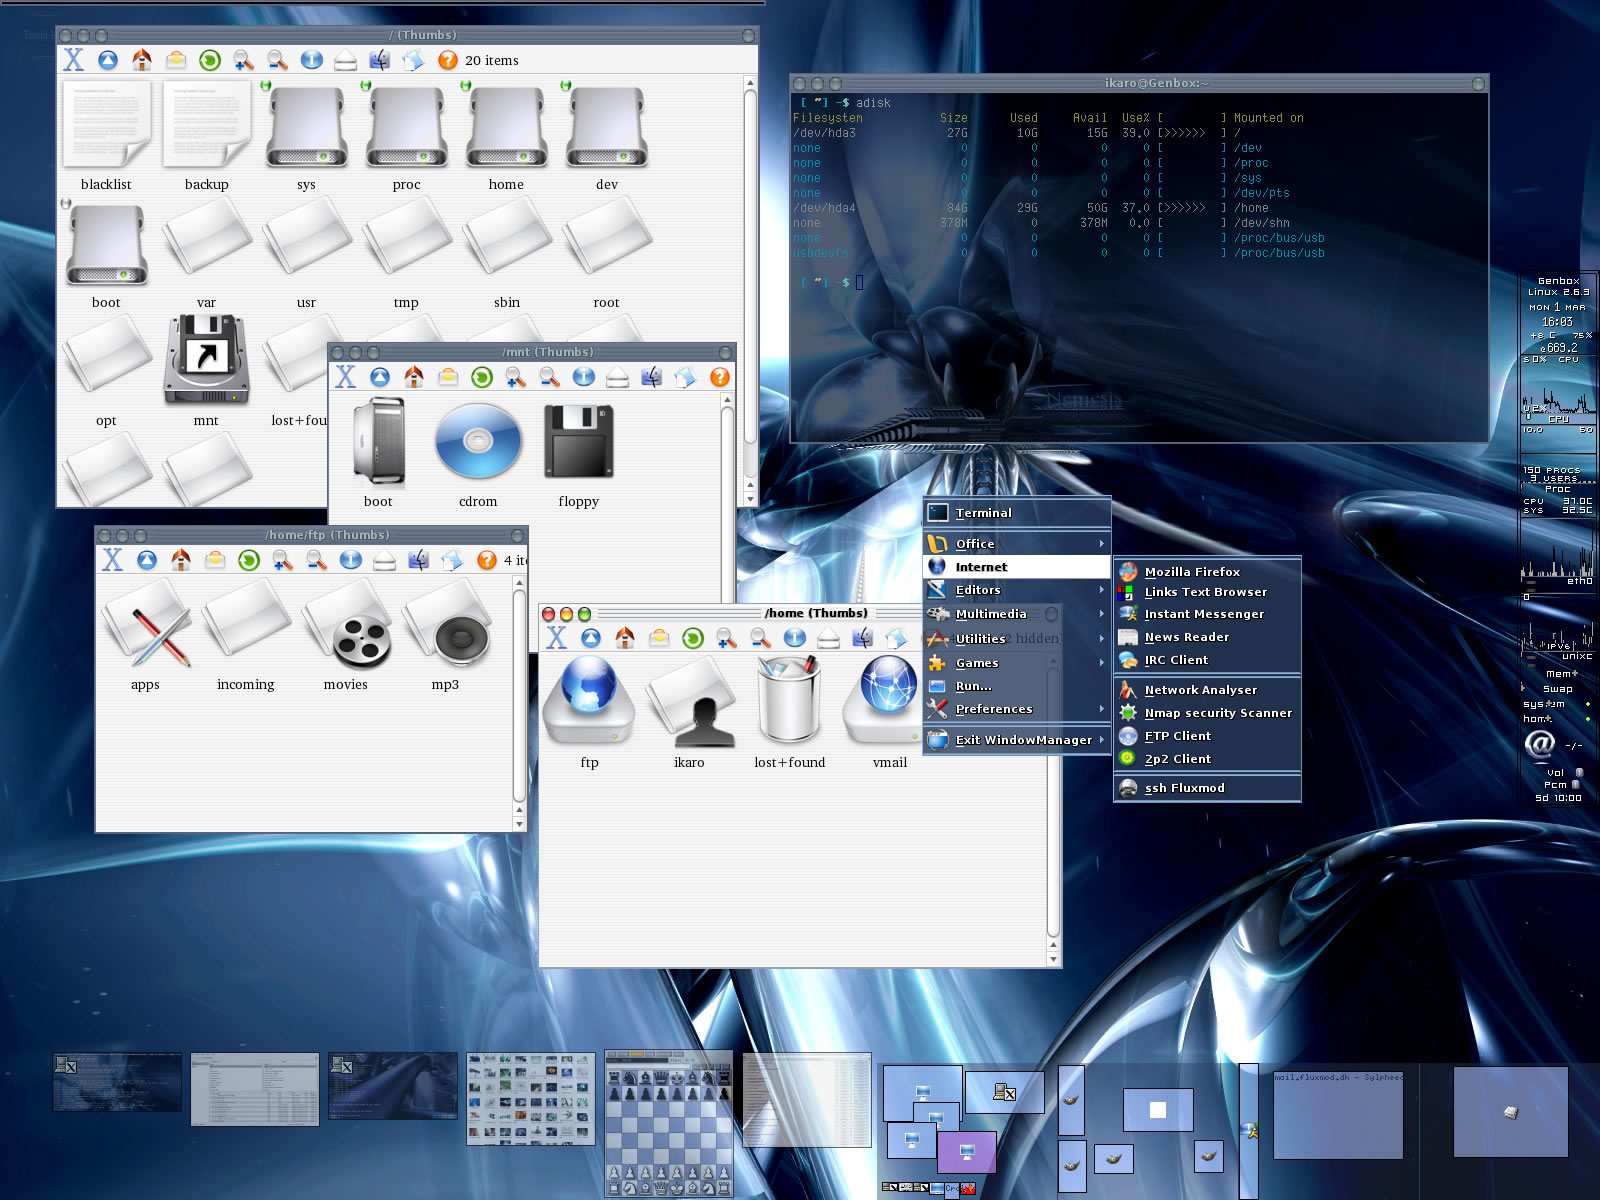 / (Thumbs)
20 items
blacklist
backup
sys
proc
home
dev
boot
var
usr
tmp
sbin
root
opt
mnt
lost+fou
/mnt (Thumbs)
boot
cdrom
floppy
/home/ftp (Thumbs)
4 ite
apps
incoming
movies
mp3
/home (Thumbs)
2 hidden
ftp
ikaro
lost+found
vmail
ikaro@Genbox:~
[ ~] -$ adisk
Filesystem Size Used Avail Use% [ ] Mounted on
/dev/hda3 27G 10G 15G 39.0 [>>>>>> ] /
none 0 0 0 0 [ ] /dev
none 0 0 0 0 [ ] /proc
none 0 0 0 0 [ ] /sys
none 0 0 0 0 [ ] /dev/pts
/dev/hda4 84G 29G 50G 37.0 [>>>>>> ] /home
none 378M 0 378M 0.0 [ ] /dev/shm
none 0 0 0 0 [ ] /proc/bus/usb
usbdevfs 0 0 0 0 [ ] /proc/bus/usb
[ ~] -$
Nemesis
Terminal
Office
Internet
Editors
Multimedia
Utilities
Games
Run...
Preferences
Exit WindowManager
Mozilla Firefox
Links Text Browser
Instant Messenger
News Reader
IRC Client
Network Analyser
Nmap security Scanner
FTP Client
2p2 Client
ssh Fluxmod
Genbox
Linux 2.6.3
MON 1 MAR
16:03
+8 C 75%
669.2
50% CPU
0.2%
0
CPU
10.0 50
150 PROCS
3 USERS
Proc
CPU 37.0C
SYS 32.5C
eth0
0
IPv6
unixc
Mem
Swap
system
home
@ -/-
Vol
Pcm
Sd 10:00
mail.fluxmod.dk - Sylpheed